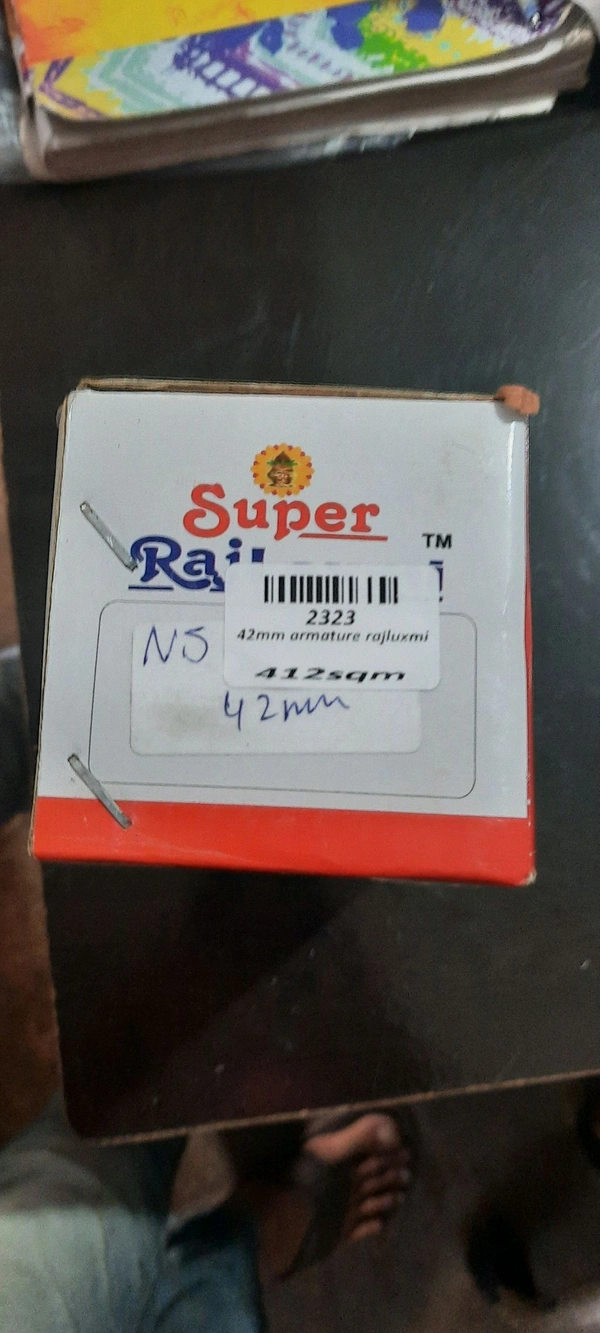 Super
TM
2323
42mm armature rajluxmi
412sqm
NS
42mm